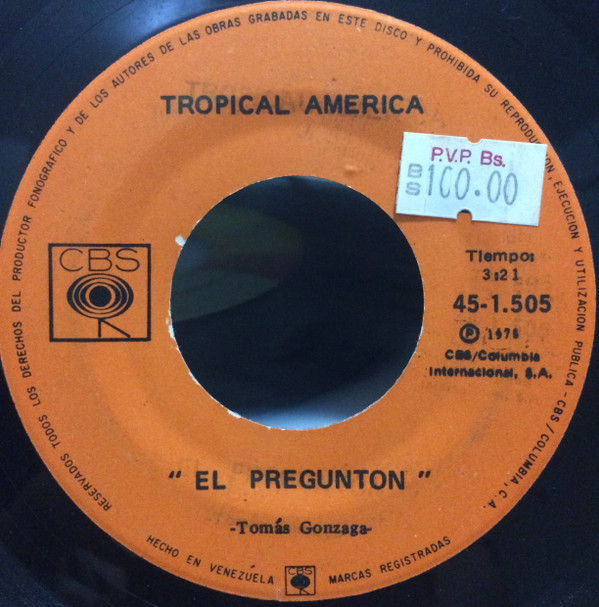 RESERVADOS TODOS LOS DERECHOS DEL PRODUCTOR FONOGRAFICO Y DE LOS AUTORES DE LAS OBRAS GRABADAS EN ESTE DISCO Y PROHIBIDA SU REPRODUCCION, EJECUCION Y UTILIZACION PUBLICA - CBS / COLUMBIA, C. A.
TROPICAL AMERICA
P.V.P. Bs.
BS 100.00
CBS
Tiempo:
3:21
45-1.505
Ⓟ 1978
CBS/Columbia
Internacional, S.A.
" EL PREGUNTON "
-Tomás Gonzaga-
HECHO EN VENEZUELA CBS MARCAS REGISTRADAS